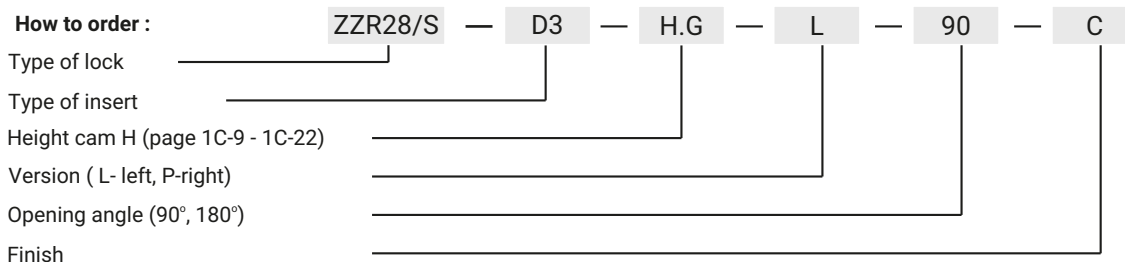 How to order : ZZR28/S — D3 — H.G — L — 90 — C
Type of lock
Type of insert
Height cam H (page 1C-9 - 1C-22)
Version ( L- left, P-right)
Opening angle (90°, 180°)
Finish